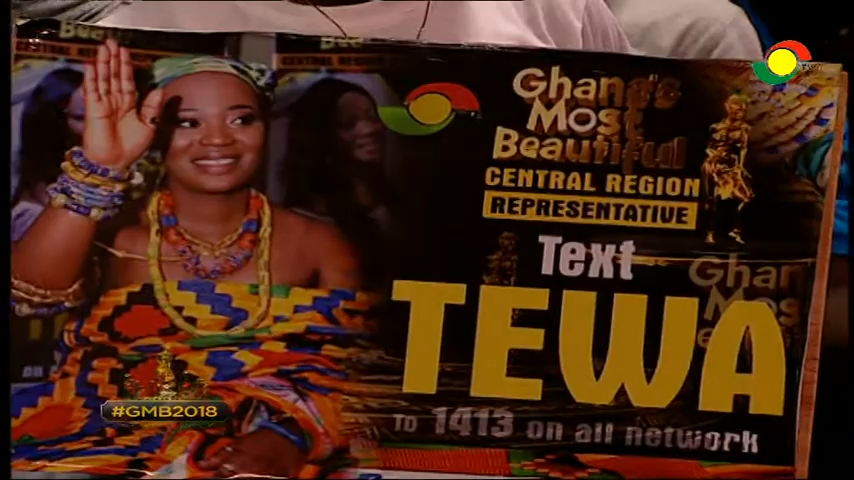 Ghana's
Most
Beautiful
CENTRAL REGION
REPRESENTATIVE
Text
TEWA
TO 1413 on all network
#GMB2018